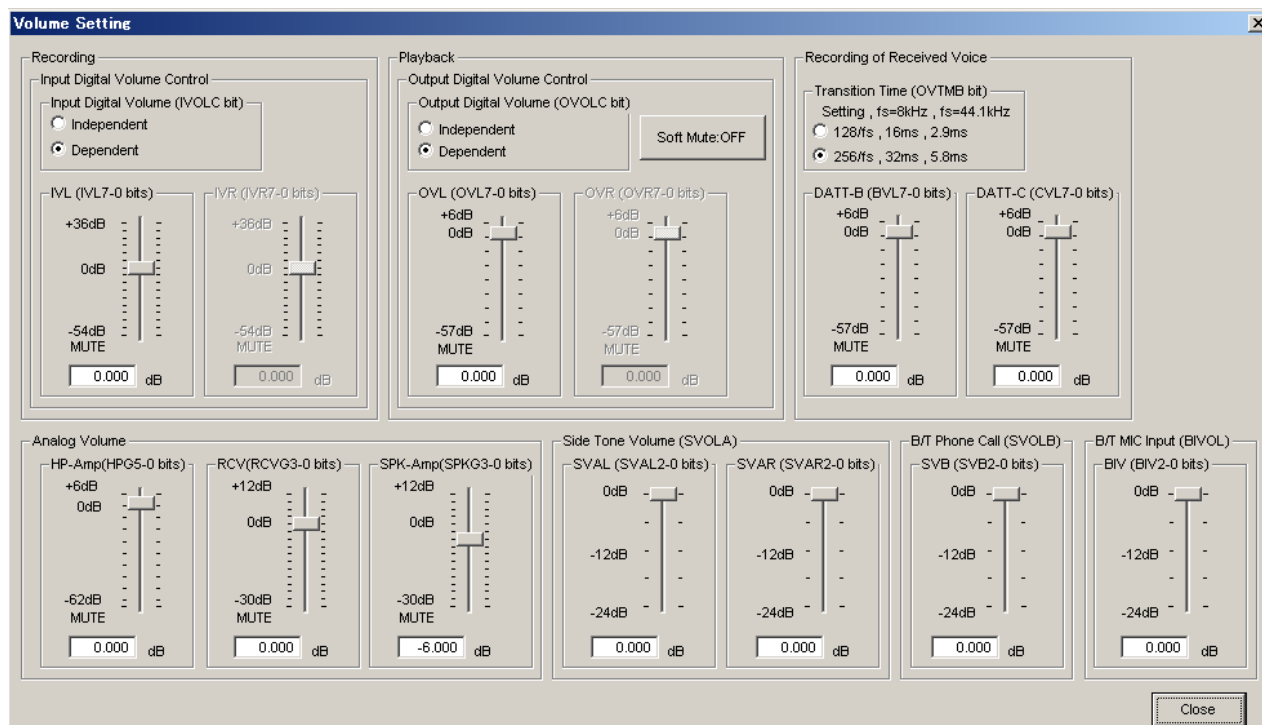 Volume Setting
Recording
Input Digital Volume Control
Input Digital Volume (IVOLC bit)
Independent
Dependent
IVL (IVL7-0 bits)
+36dB
0dB
-54dB
MUTE
0.000 dB
IVR (IVR7-0 bits)
+36dB
0dB
-54dB
MUTE
0.000 dB
Playback
Output Digital Volume Control
Output Digital Volume (OVOLC bit)
Independent
Dependent
Soft Mute:OFF
OVL (OVL7-0 bits)
+6dB
0dB
-57dB
MUTE
0.000 dB
OVR (OVR7-0 bits)
+6dB
0dB
-57dB
MUTE
0.000 dB
Recording of Received Voice
Transition Time (OVTMB bit)
Setting , fs=8kHz , fs=44.1kHz
128/fs , 16ms , 2.9ms
256/fs , 32ms , 5.8ms
DATT-B (BVL7-0 bits)
+6dB
0dB
-57dB
MUTE
0.000 dB
DATT-C (CVL7-0 bits)
+6dB
0dB
-57dB
MUTE
0.000 dB
Analog Volume
HP-Amp(HPG5-0 bits)
+6dB
0dB
-62dB
MUTE
0.000 dB
RCV(RCVG3-0 bits)
+12dB
0dB
-30dB
MUTE
0.000 dB
SPK-Amp(SPKG3-0 bits)
+12dB
0dB
-30dB
MUTE
-6.000 dB
Side Tone Volume (SVOLA)
SVAL (SVAL2-0 bits)
0dB
-12dB
-24dB
0.000 dB
SVAR (SVAR2-0 bits)
0dB
-12dB
-24dB
0.000 dB
B/T Phone Call (SVOLB)
SVB (SVB2-0 bits)
0dB
-12dB
-24dB
0.000 dB
B/T MIC Input (BIVOL)
BIV (BIV2-0 bits)
0dB
-12dB
-24dB
0.000 dB
Close